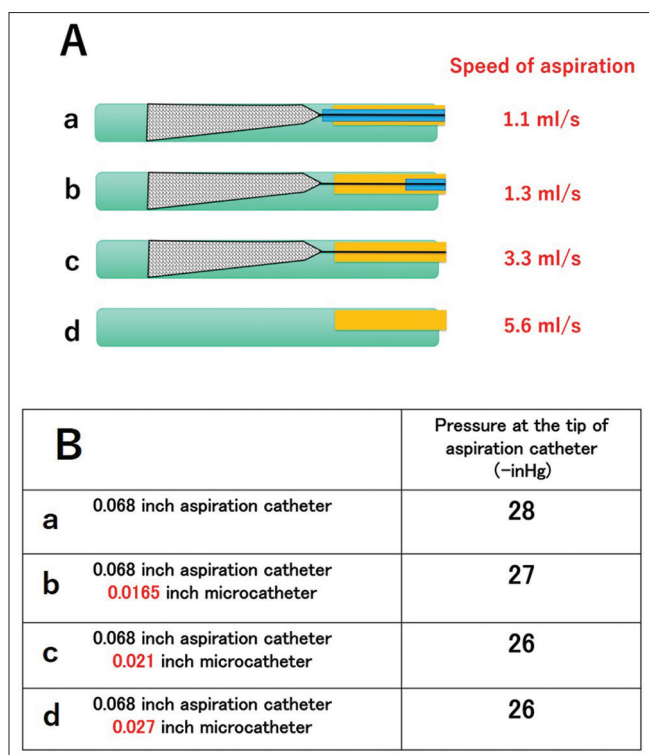 A
Speed of aspiration
a
1.1 ml/s
b
1.3 ml/s
c
3.3 ml/s
d
5.6 ml/s
B
Pressure at the tip of
aspiration catheter
(−inHg)
a
0.068 inch aspiration catheter
28
b
0.068 inch aspiration catheter
0.0165 inch microcatheter
27
c
0.068 inch aspiration catheter
0.021 inch microcatheter
26
d
0.068 inch aspiration catheter
0.027 inch microcatheter
26